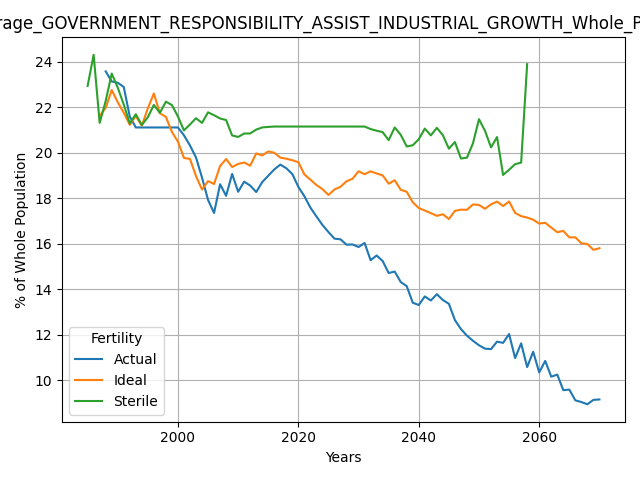 rage_GOVERNMENT_RESPONSIBILITY_ASSIST_INDUSTRIAL_GROWTH_Whole_P
24
22
20
18
16
14
12
10
% of Whole Population
Fertility
Actual
Ideal
Sterile
2000 2020 2040 2060
Years